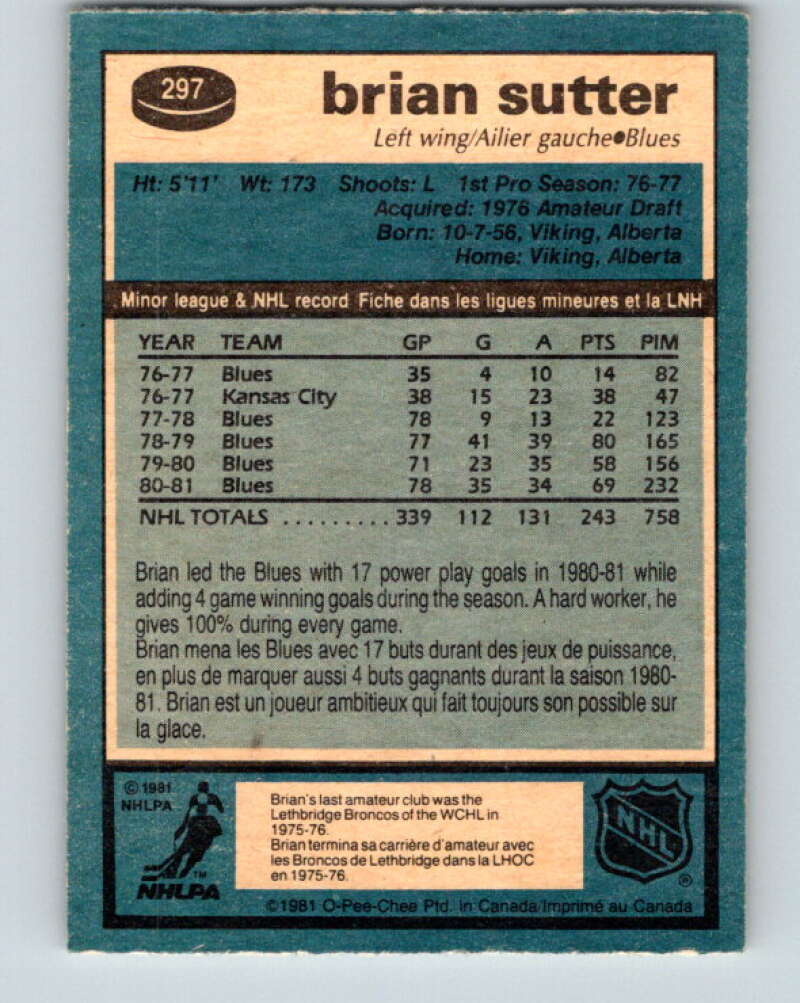 297
brian sutter
Left wing/Ailier gauche●Blues
Ht: 5'11' Wt: 173 Shoots: L 1st Pro Season: 76-77
Acquired: 1976 Amateur Draft
Born: 10-7-56, Viking, Alberta
Home: Viking, Alberta
Minor league & NHL record Fiche dans les ligues mineures et la LNH
YEAR TEAM GP G A PTS PIM
76-77 Blues 35 4 10 14 82
76-77 Kansas City 38 15 23 38 47
77-78 Blues 78 9 13 22 123
78-79 Blues 77 41 39 80 165
79-80 Blues 71 23 35 58 156
80-81 Blues 78 35 34 69 232
NHL TOTALS ......... 339 112 131 243 758
Brian led the Blues with 17 power play goals in 1980-81 while
adding 4 game winning goals during the season. A hard worker, he
gives 100% during every game.
Brian mena les Blues avec 17 buts durant des jeux de puissance,
en plus de marquer aussi 4 buts gagnants durant la saison 1980-
81. Brian est un joueur ambitieux qui fait toujours son possible sur
la glace.
©1981
NHLPA
TM
NHLPA
Brian's last amateur club was the
Lethbridge Broncos of the WCHL in
1975-76.
Brian termina sa carrière d'amateur avec
les Broncos de Lethbridge dans la LHOC
en 1975-76.
NHL
®
©1981 O-Pee-Chee Ptd. in Canada/Imprimé au Canada